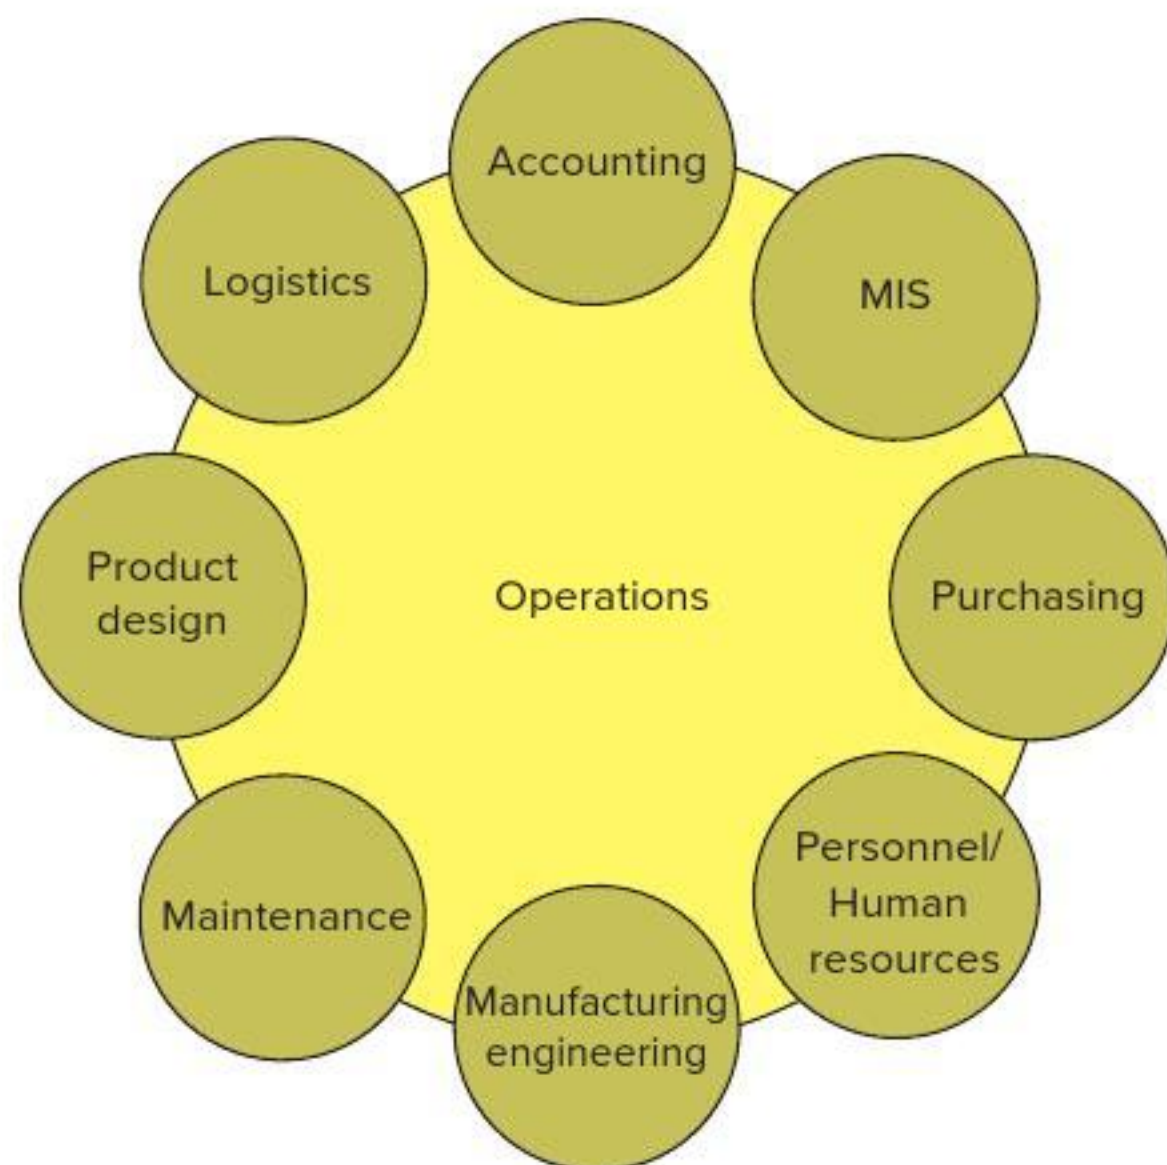 Accounting
MIS
Logistics
Product
design
Operations
Purchasing
Personnel/
Human
resources
Maintenance
Manufacturing
engineering